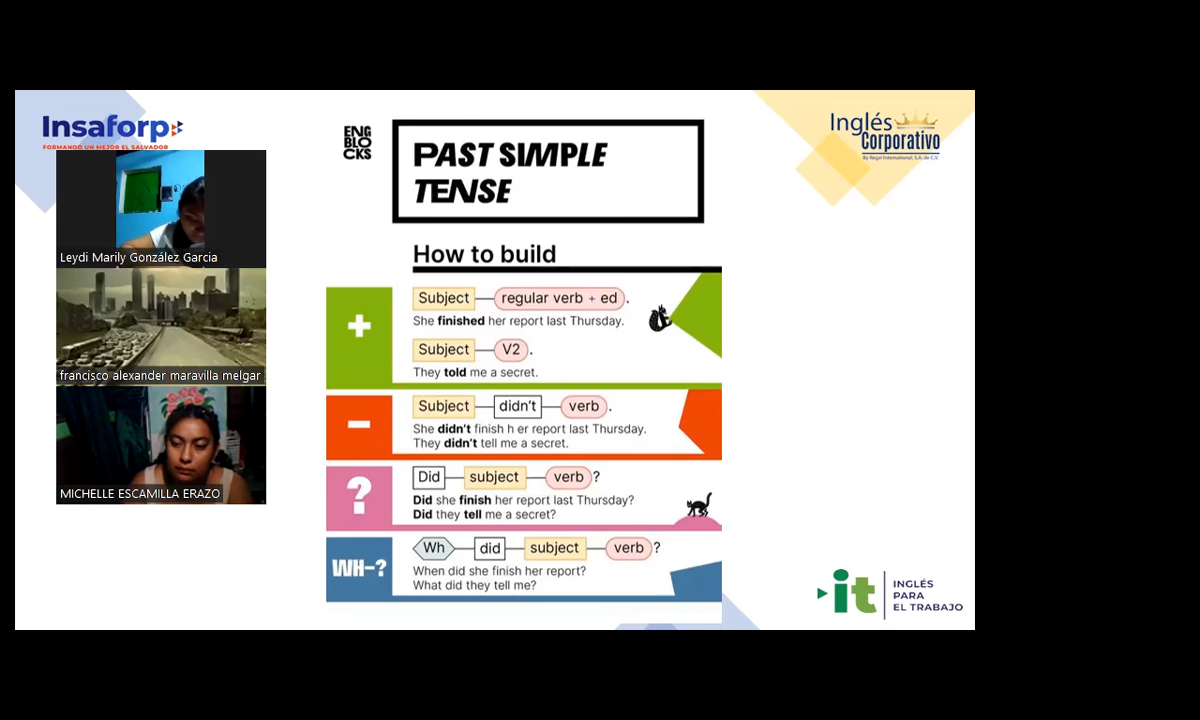 Insaforp
FORMANDO UN MEJOR EL SALVADOR
Leydi Marily González Garcia
francisco alexander maravilla melgar
MICHELLE ESCAMILLA ERAZO
ENG
BLO
CKS
PAST SIMPLE
TENSE
How to build
+
Subject regular verb + ed .
She finished her report last Thursday.
Subject V2 .
They told me a secret.
–
Subject didn't verb .
She didn't finish h er report last Thursday.
They didn't tell me a secret.
?
Did subject verb ?
Did she finish her report last Thursday?
Did they tell me a secret?
WH-?
Wh did subject verb ?
When did she finish her report?
What did they tell me?
Inglés
Corporativo
By Regal International, S.A. de C.V.
it
INGLÉS
PARA
EL TRABAJO